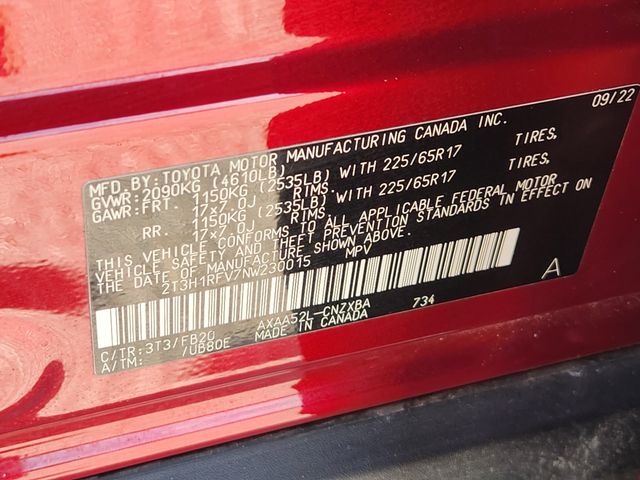 09/22
MFD.BY:TOYOTA MOTOR MANUFACTURING CANADA INC.
GVWR:2090KG (4610LB)
GAWR:FRT. 1150KG (2535LB) WITH 225/65R17 TIRES,
17x7.0J RIMS,
RR. 1150KG (2535LB) WITH 225/65R17 TIRES,
17x7.0J RIMS.
THIS VEHICLE CONFORMS TO ALL APPLICABLE FEDERAL MOTOR
VEHICLE SAFETY AND THEFT PREVENTION STANDARDS IN EFFECT
ON THE DATE OF MANUFACTURE SHOWN ABOVE.
2T3H1RFV7NW230015 MPV
A
AXAA52L-CNZXBA 734
C/TR:3T3/FB20 MADE IN CANADA
A/TM: /UB80E